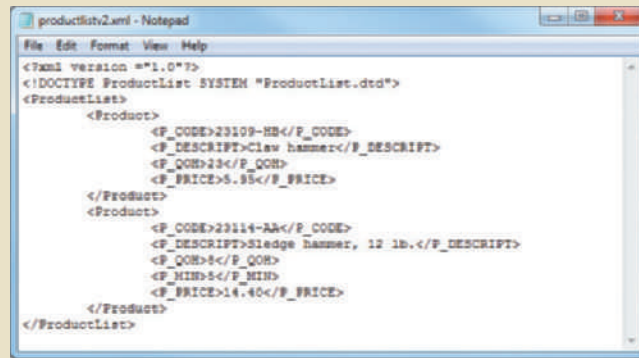 productlistv2.xml - Notepad
File Edit Format View Help
<?xml version ="1.0"?>
<!DOCTYPE ProductList SYSTEM "ProductList.dtd">
<ProductList>
<Product>
<P_CODE>23109-HB</P_CODE>
<P_DESCRIPT>Claw hammer</P_DESCRIPT>
<P_QOH>23</P_QOH>
<P_PRICE>5.95</P_PRICE>
</Product>
<Product>
<P_CODE>23114-AA</P_CODE>
<P_DESCRIPT>Sledge hammer, 12 lb.</P_DESCRIPT>
<P_QOH>8</P_QOH>
<P_MIN>5</P_MIN>
<P_PRICE>14.40</P_PRICE>
</Product>
</ProductList>